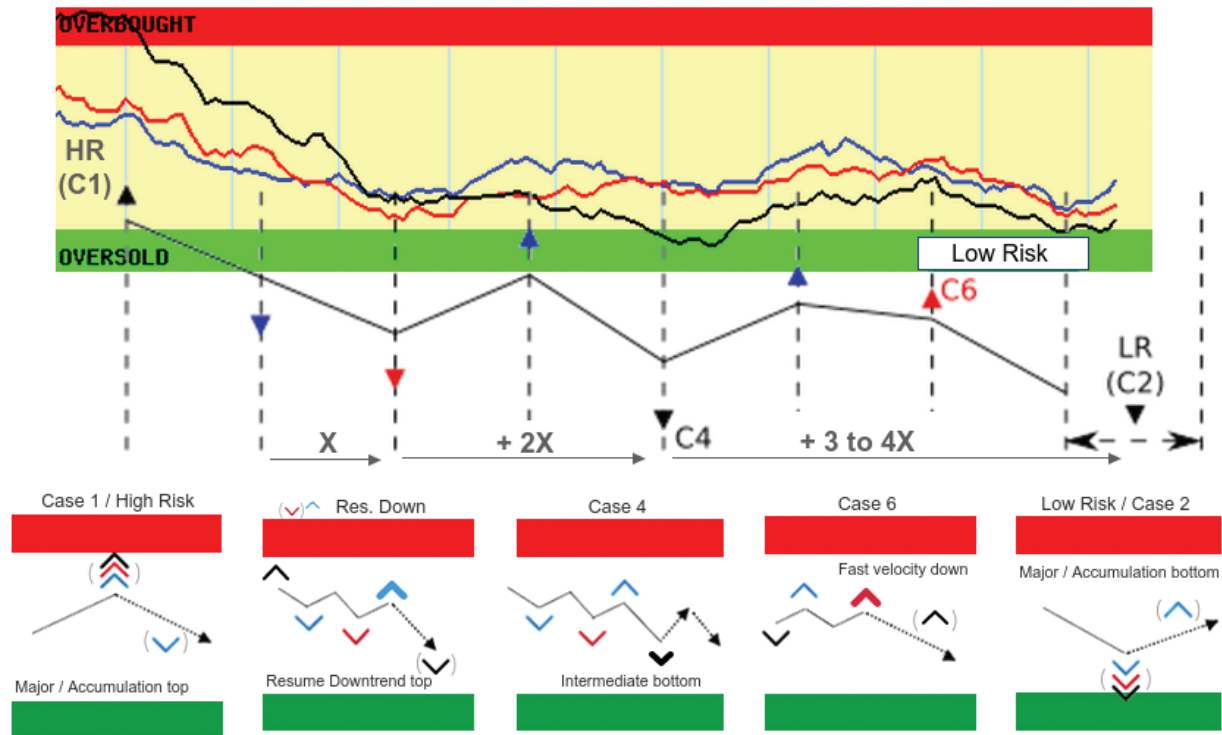 OVERBOUGHT
HR
(C1)
OVERSOLD
Low Risk
C6
LR
(C2)
C4
X
+ 2X
+ 3 to 4X
Case 1 / High Risk
Major / Accumulation top
Res. Down
Resume Downtrend top
Case 4
Intermediate bottom
Case 6
Fast velocity down
Low Risk / Case 2
Major / Accumulation bottom